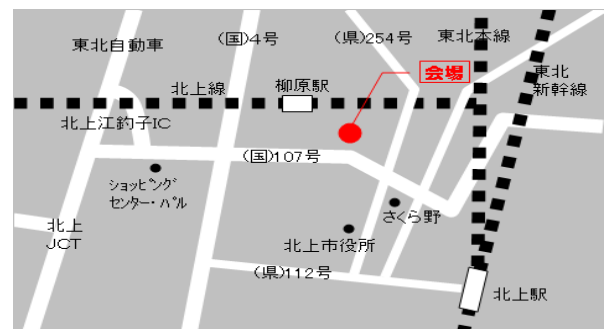 東北自動車
(国)4号
(県)254号
東北本線
会場
東北
新幹線
北上線
柳原駅
北上江釣子IC
(国)107号
ショッピング
センター・パル
さくら野
北上
JCT
北上市役所
(県)112号
北上駅